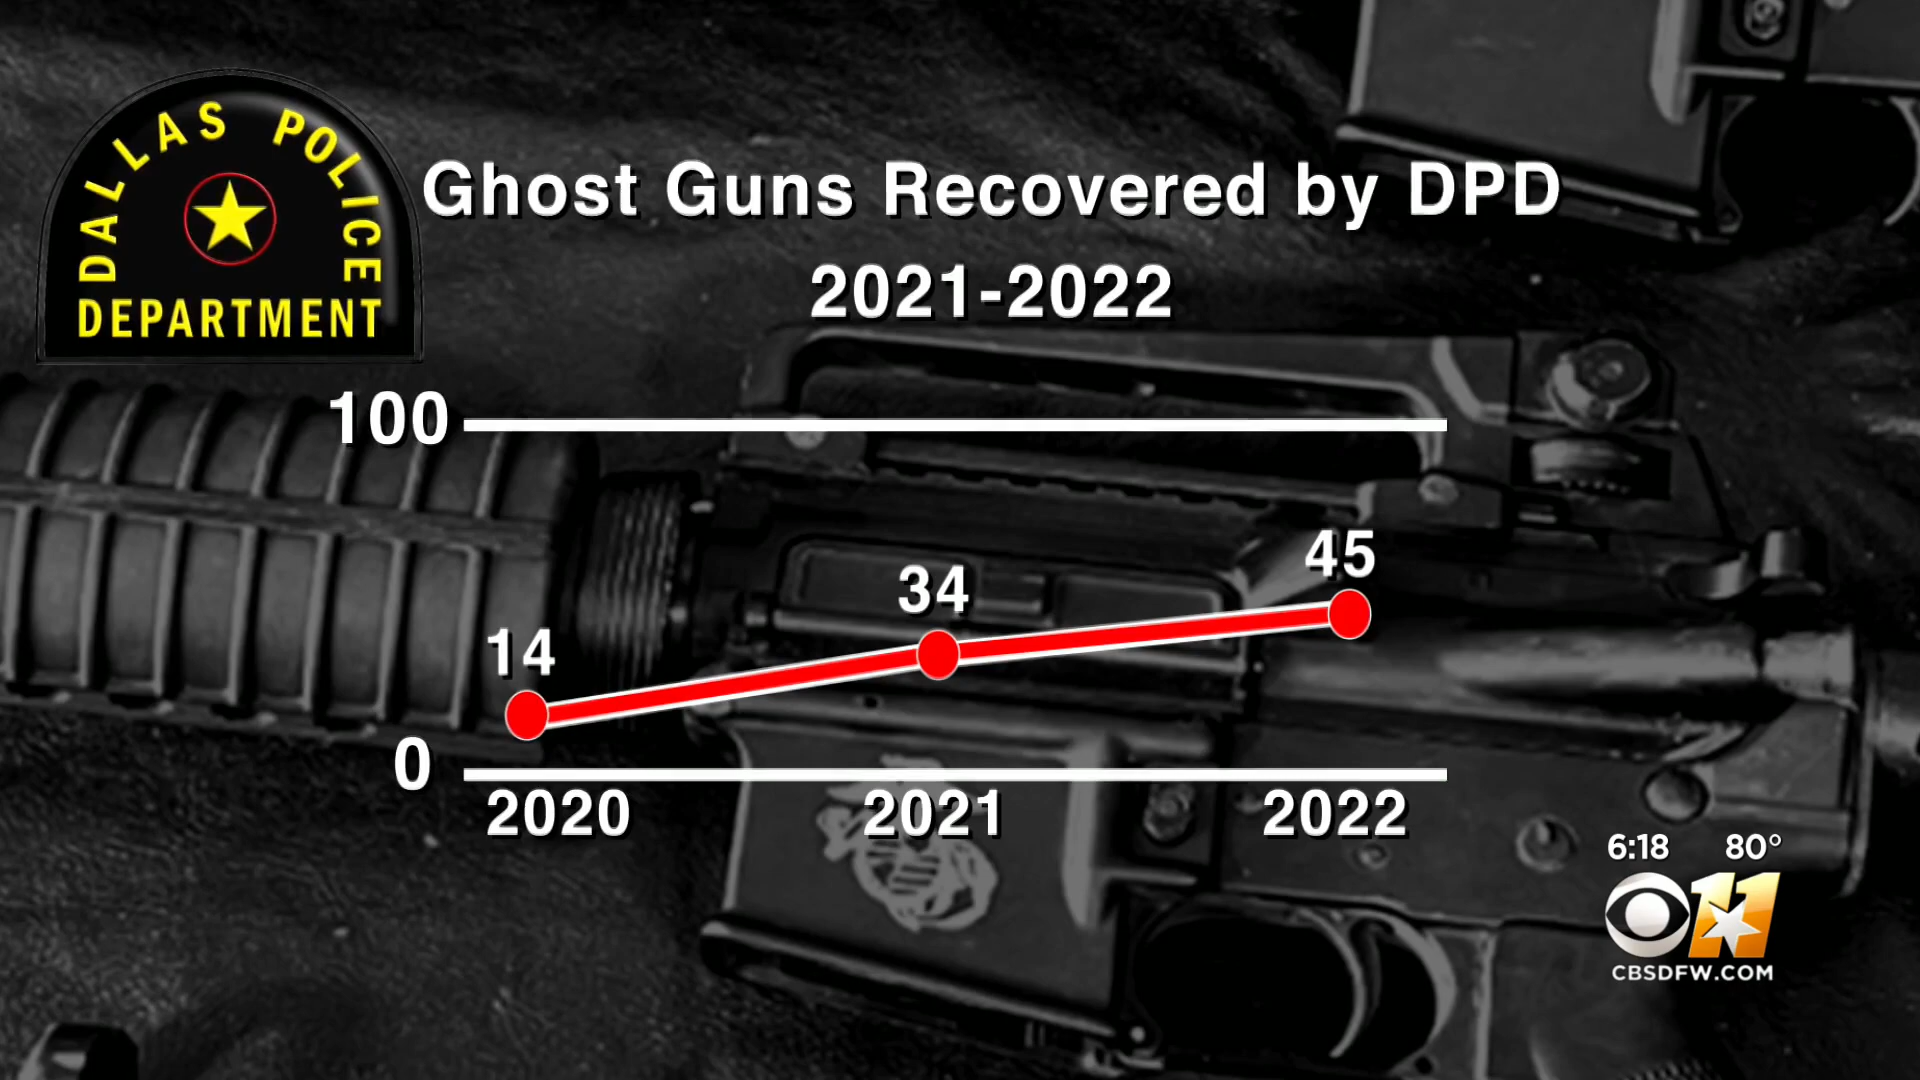 DALLAS POLICE
DEPARTMENT
Ghost Guns Recovered by DPD
2021-2022
100
45
34
14
0
2020 2021 2022
6:18 80°
11
CBSDFW.COM